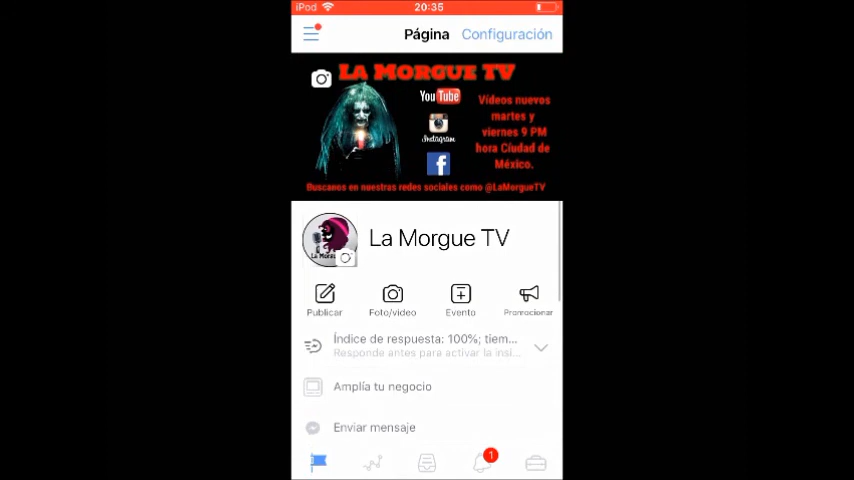 iPod 20:35
Página Configuración
LA MORGUE TV
YouTube
Instagram
Vídeos nuevos
martes y
viernes 9 PM
hora Cíudad de
México.
Buscanos en nuestras redes sociales como @LaMorgueTV
La Morgue TV
Publicar Foto/video Evento Promocionar
Índice de respuesta: 100%; tiem...
Responde antes para activar la insi...
Amplía tu negocio
Enviar mensaje
1